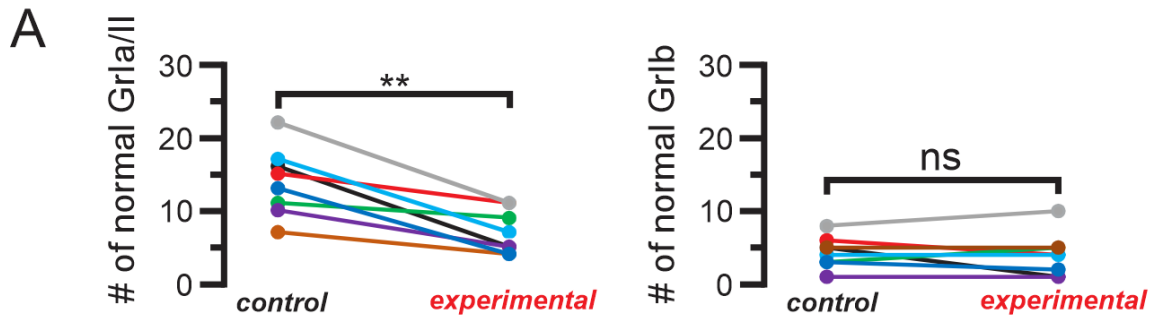 A
# of normal GrIa/II
30
20
10
0
**
control
experimental
# of normal GrIb
30
20
10
0
ns
control
experimental